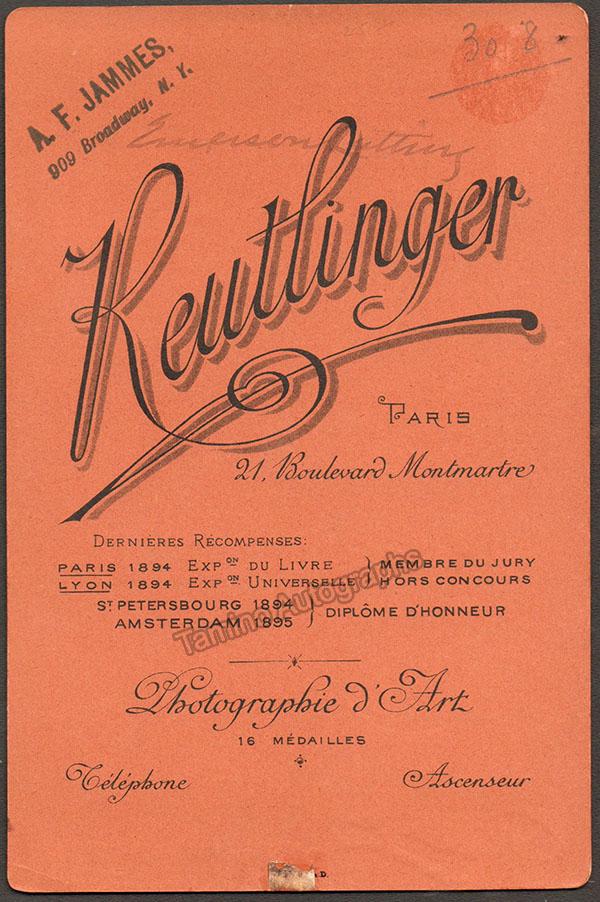 A. F. JAMMES,
909 Broadway, N. Y.
30 8
Reutlinger
PARIS
21, Boulevard Montmartre
DERNIÈRES RÉCOMPENSES:
PARIS 1894 EXP ON DU LIVRE } MEMBRE DU JURY
LYON 1894 EXP ON UNIVERSELLE } HORS CONCOURS
ST PETERSBOURG 1894
AMSTERDAM 1895 } DIPLÔME D'HONNEUR
Tamino Autographs
Photographie d'Art
16 MÉDAILLES
Téléphone Ascenseur